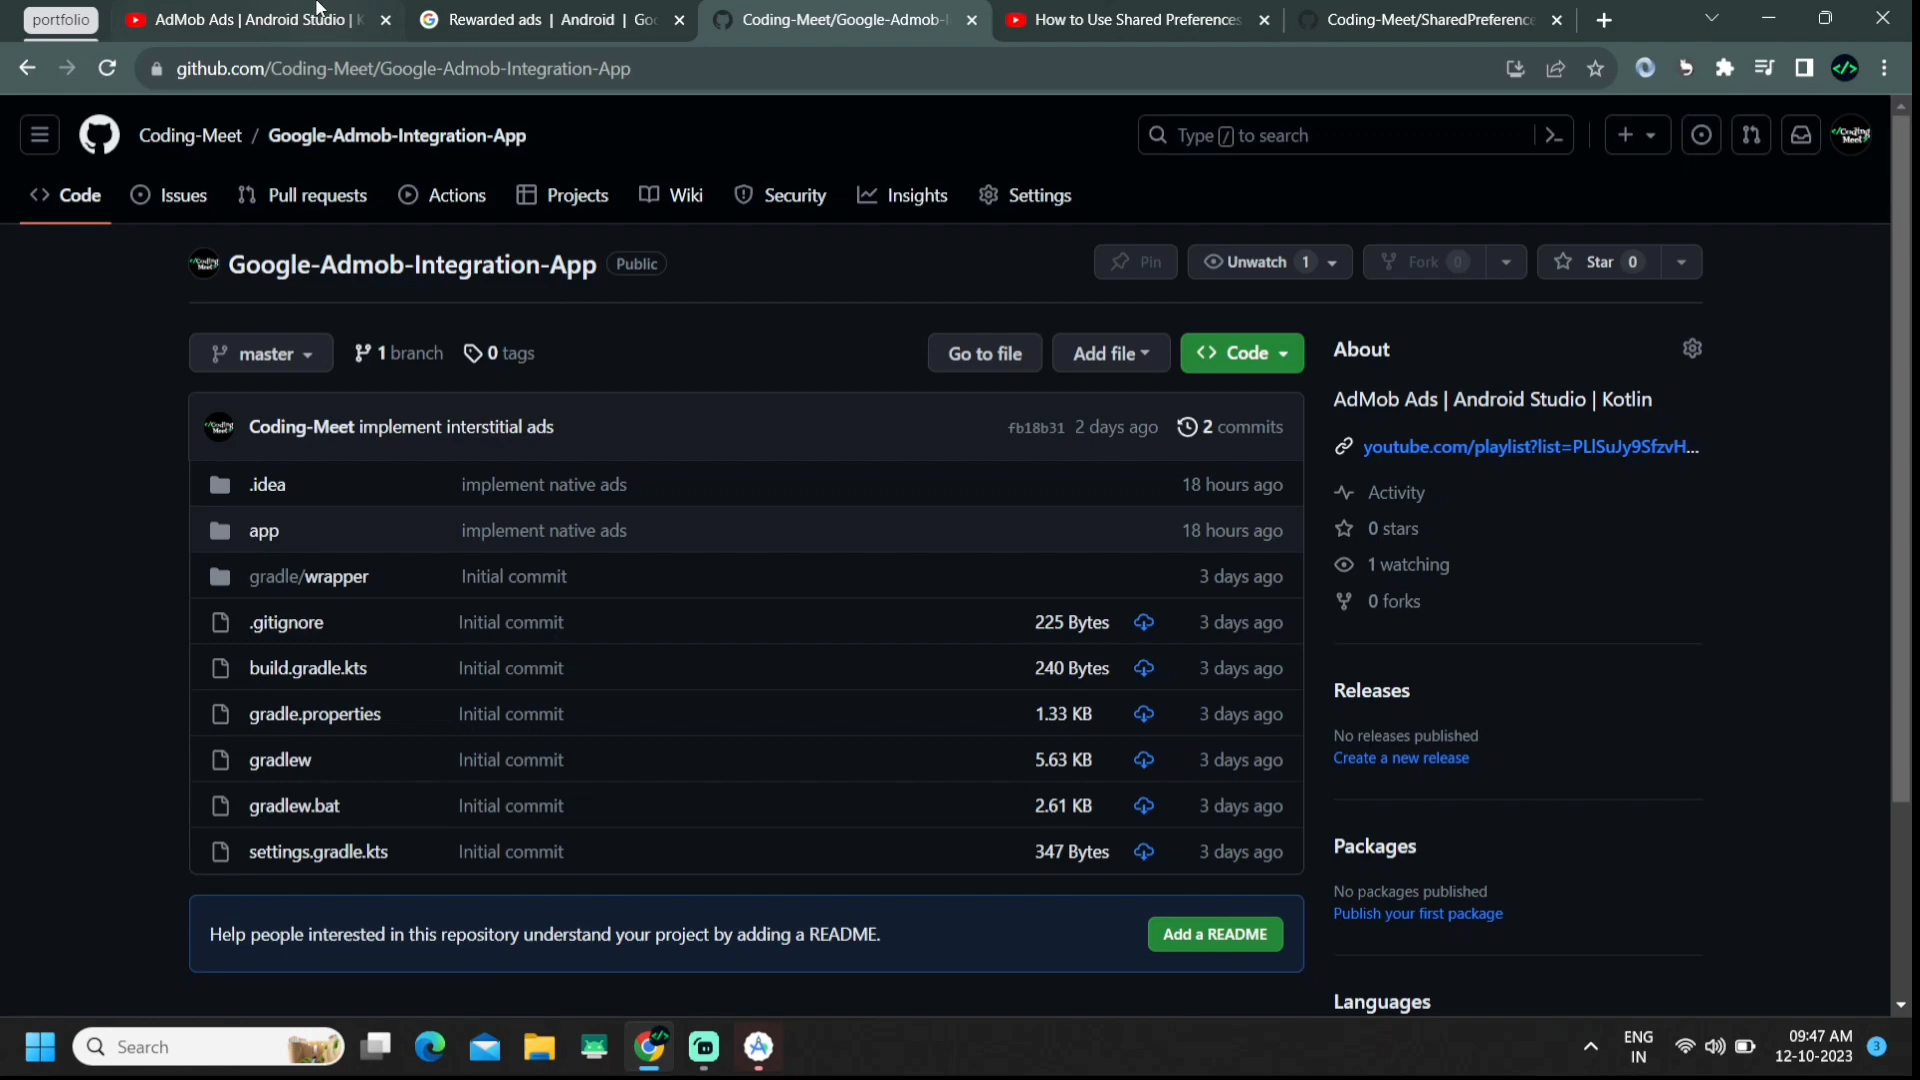 portfolio
AdMob Ads | Android Studio |
Rewarded ads | Android | Go
Coding-Meet/Google-Admob-
How to Use Shared Preferences
Coding-Meet/SharedPreference
github.com/Coding-Meet/Google-Admob-Integration-App
Coding-Meet / Google-Admob-Integration-App
Type / to search
Code
Issues
Pull requests
Actions
Projects
Wiki
Security
Insights
Settings
Google-Admob-Integration-App Public
Pin
Unwatch 1
Fork 0
Star 0
master
1 branch
0 tags
Go to file
Add file
Code
Coding-Meet implement interstitial ads fb18b31 2 days ago 2 commits
.idea implement native ads 18 hours ago
app implement native ads 18 hours ago
gradle/wrapper Initial commit 3 days ago
.gitignore Initial commit 225 Bytes 3 days ago
build.gradle.kts Initial commit 240 Bytes 3 days ago
gradle.properties Initial commit 1.33 KB 3 days ago
gradlew Initial commit 5.63 KB 3 days ago
gradlew.bat Initial commit 2.61 KB 3 days ago
settings.gradle.kts Initial commit 347 Bytes 3 days ago
Help people interested in this repository understand your project by adding a README.
Add a README
About
AdMob Ads | Android Studio | Kotlin
youtube.com/playlist?list=PLlSuJy9SfzvH...
Activity
0 stars
1 watching
0 forks
Releases
No releases published
Create a new release
Packages
No packages published
Publish your first package
Languages
Search
ENG
IN
09:47 AM
12-10-2023
3